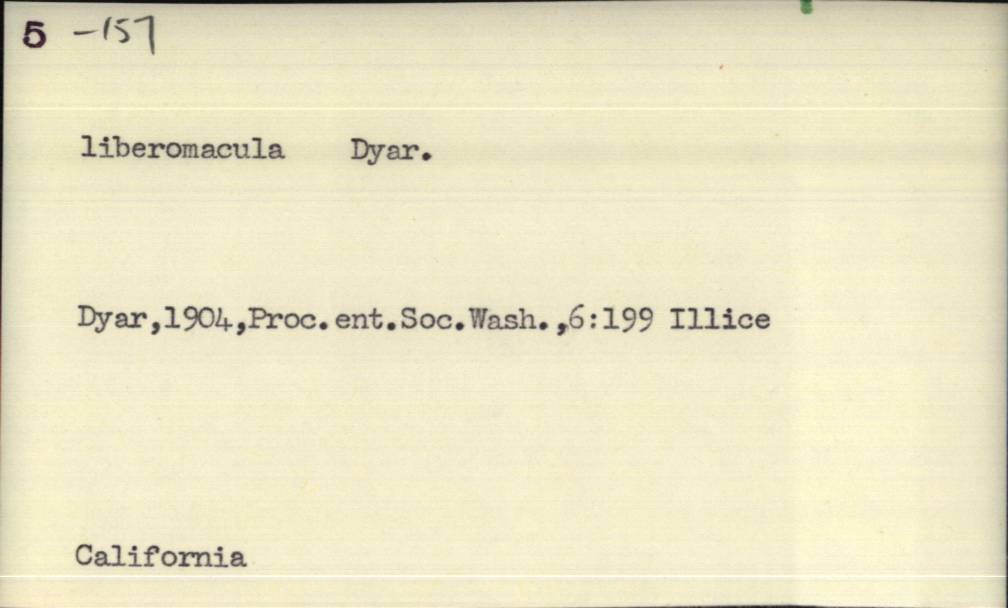 5 -157
liberomacula Dyar.
Dyar,1904,Proc.ent.Soc.Wash.,6:199 Illice
California